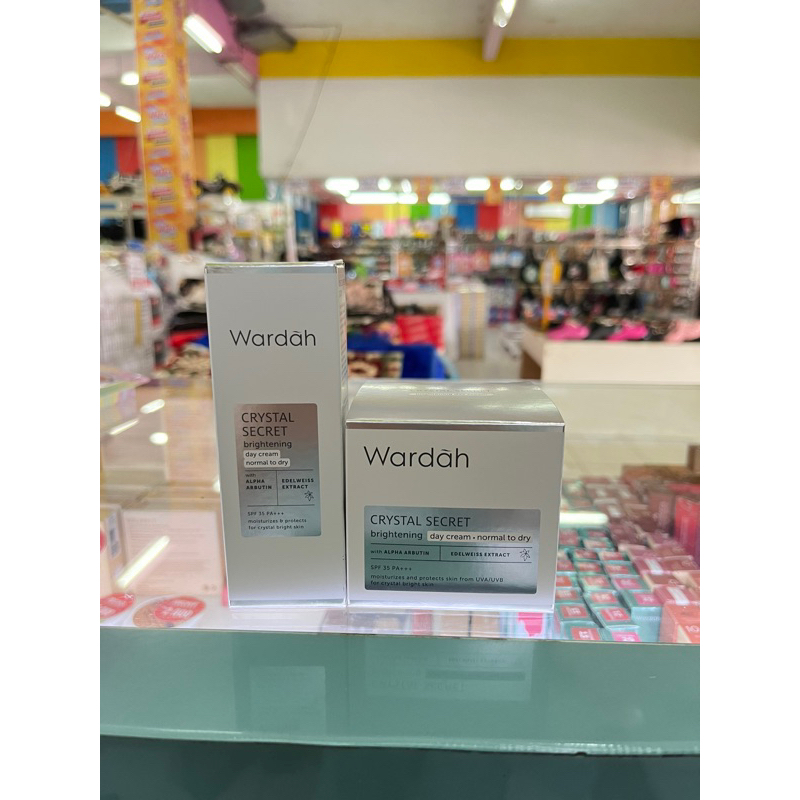 Wardāh
CRYSTAL
SECRET
brightening
day cream
normal to dry
with
ALPHA
ARBUTIN
EDELWEISS
EXTRACT
SPF 35 PA+++
moisturizes & protects
for crystal bright skin
Wardāh
CRYSTAL SECRET
brightening day cream • normal to dry
with ALPHA ARBUTIN EDELWEISS EXTRACT
SPF 35 PA+++
moisturizes and protects skin from UVA/UVB
for crystal bright skin